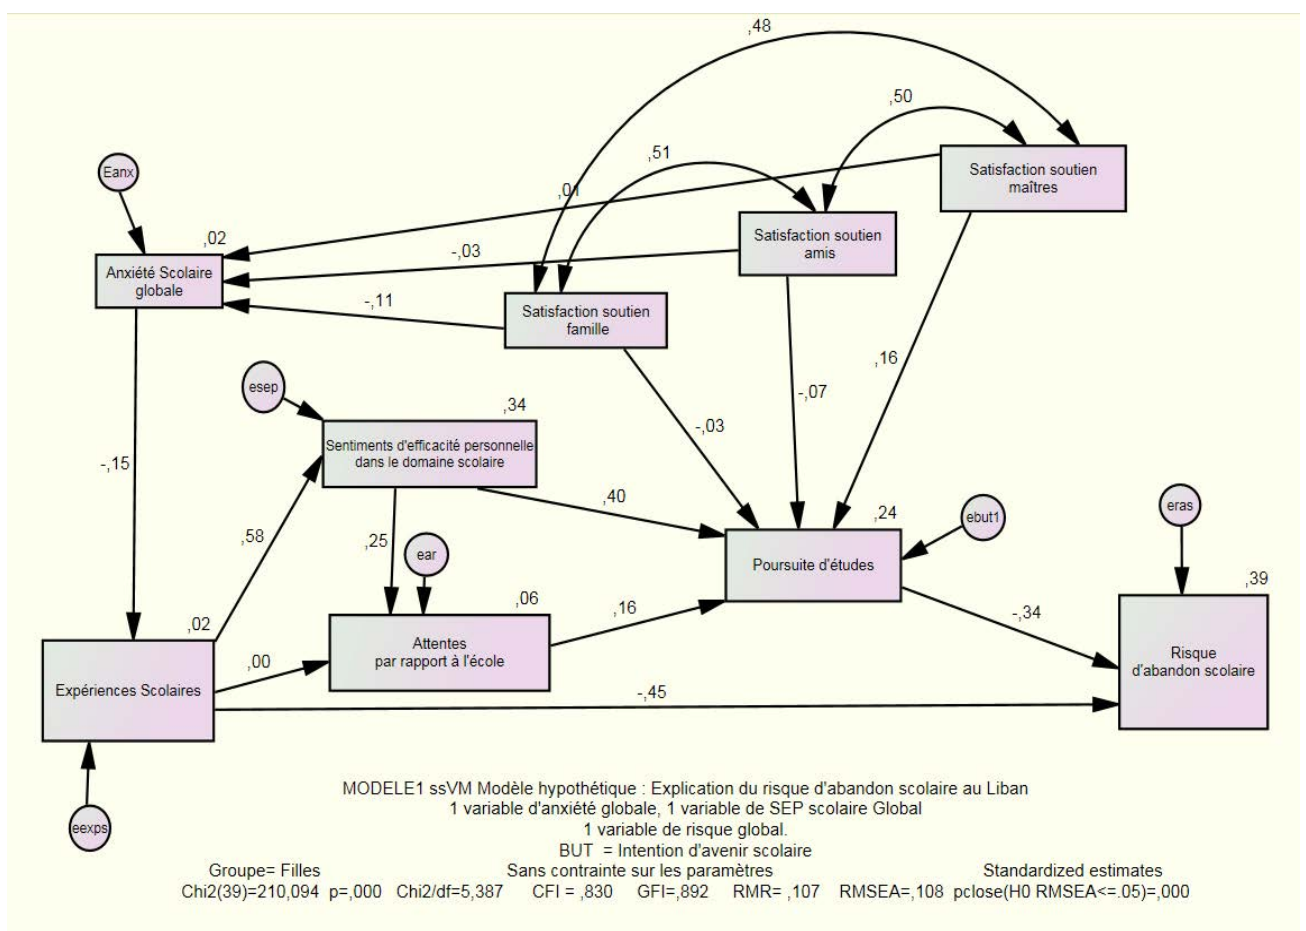 ,48
,50
,51
Eanx
Satisfaction soutien
maîtres
,01
,02
Satisfaction soutien
amis
-,03
Anxiété Scolaire
globale
-,11
Satisfaction soutien
famille
esep
,16
-,07
,34
-,03
Sentiments d'efficacité personnelle
dans le domaine scolaire
-,15
,40
,24
ebut1
eras
,58
,25
ear
Poursuite d'études
,39
,06
,16
-,34
,02
Attentes
par rapport à l'école
,00
Risque
d'abandon scolaire
Expériences Scolaires
-,45
eexps
MODELE1 ssVM Modèle hypothétique : Explication du risque d'abandon scolaire au Liban
1 variable d'anxiété globale, 1 variable de SEP scolaire Global
1 variable de risque global.
BUT = Intention d'avenir scolaire
Groupe= Filles Sans contrainte sur les paramètres Standardized estimates
Chi2(39)=210,094 p=,000 Chi2/df=5,387 CFI = ,830 GFI=,892 RMR= ,107 RMSEA=,108 pclose(H0 RMSEA<=.05)=,000